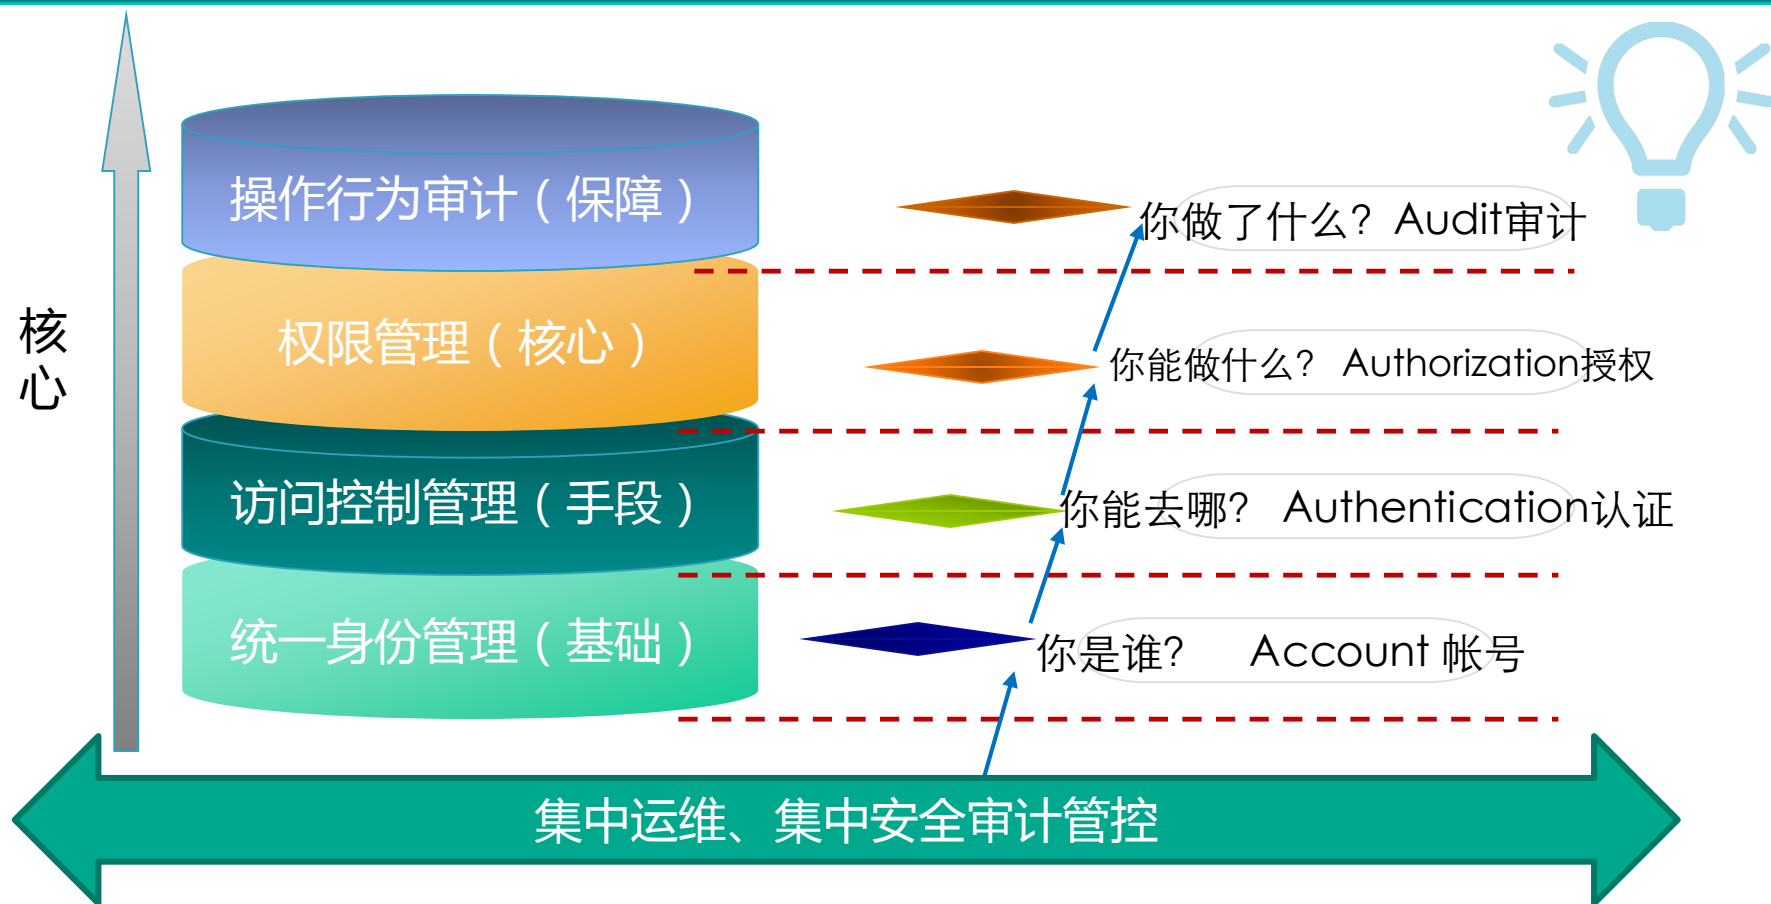 操作行为审计（保障）
你做了什么？Audit审计
核心
权限管理（核心）
你能做什么？ Authorization授权
访问控制管理（手段）
你能去哪？ Authentication认证
统一身份管理（基础）
你是谁？ Account 帐号
集中运维、集中安全审计管控